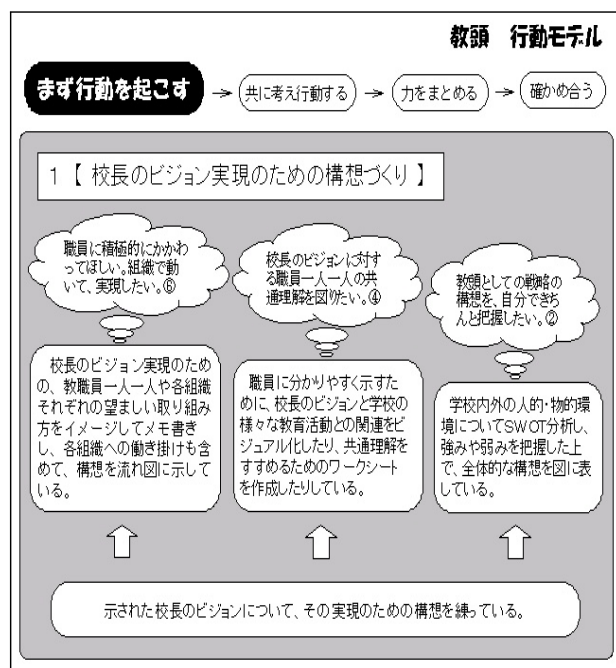 教頭 行動モデル
まず行動を起こす → 共に考え行動する → 力をまとめる → 確かめ合う
1【 校長のビジョン実現のための構想づくり 】
職員に積極的にかかわ
ってほしい。組織で動
いて、実現したい。⑥
校長のビジョンに対す
る職員一人一人の共
通理解を図りたい。④
教頭としての戦略の
構想を、自分できち
んと把握したい。②
校長のビジョン実現のため
の、教職員一人一人や各組織
それぞれの望ましい取り組み
方をイメージしてメモ書き
し、各組織への働き掛けも含
めて、構想を流れ図に示して
いる。
職員に分かりやすく示すた
めに、校長のビジョンと学校の
様々な教育活動との関連をビ
ジュアル化したり、共通理解を
すすめるためのワークシート
を作成したりしている。
学校内外の人的・物的環
境についてSWOT分析し、
強みや弱みを把握した上
で、全体的な構想を図に表
している。
示された校長のビジョンについて、その実現のための構想を練っている。